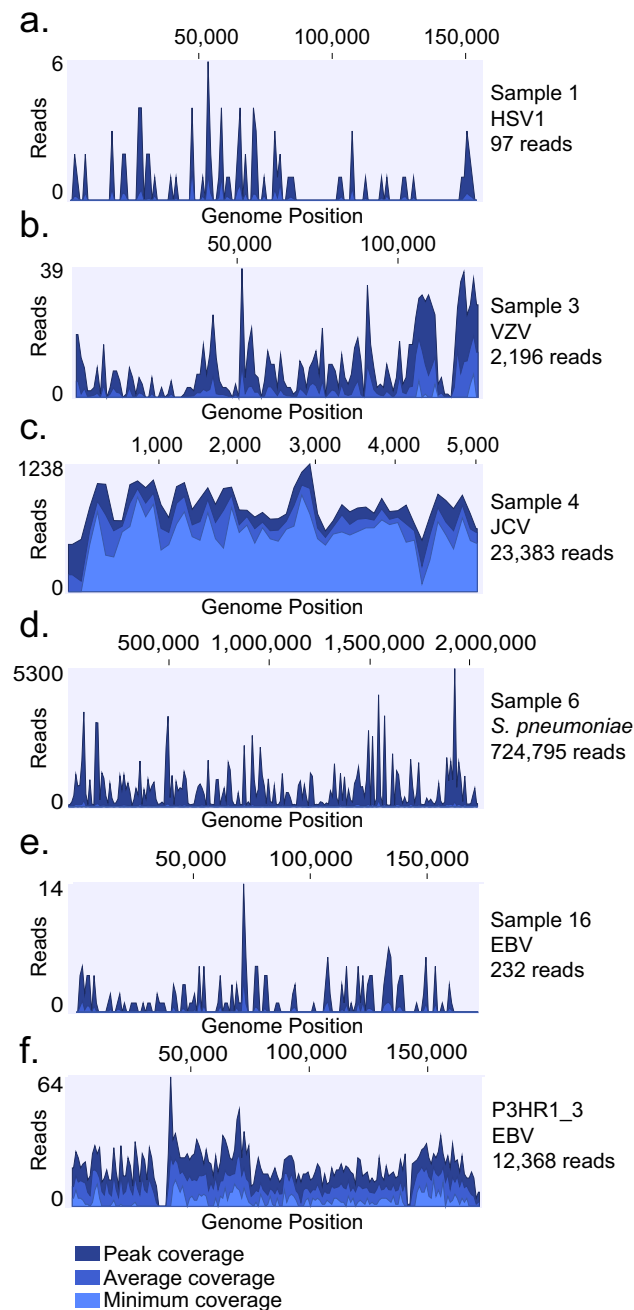 a.
50,000 100,000 150,000
6
Reads
0
Genome Position
Sample 1
HSV1
97 reads
b.
50,000 100,000
39
Reads
0
Genome Position
Sample 3
VZV
2,196 reads
c.
1,000 2,000 3,000 4,000 5,000
1238
Reads
0
Genome Position
Sample 4
JCV
23,383 reads
d.
500,000 1,000,000 1,500,000 2,000,000
5300
Reads
0
Genome Position
Sample 6
S. pneumoniae
724,795 reads
e.
50,000 100,000 150,000
14
Reads
0
Genome Position
Sample 16
EBV
232 reads
f.
50,000 100,000 150,000
64
Reads
0
Genome Position
P3HR1_3
EBV
12,368 reads
Peak coverage
Average coverage
Minimum coverage